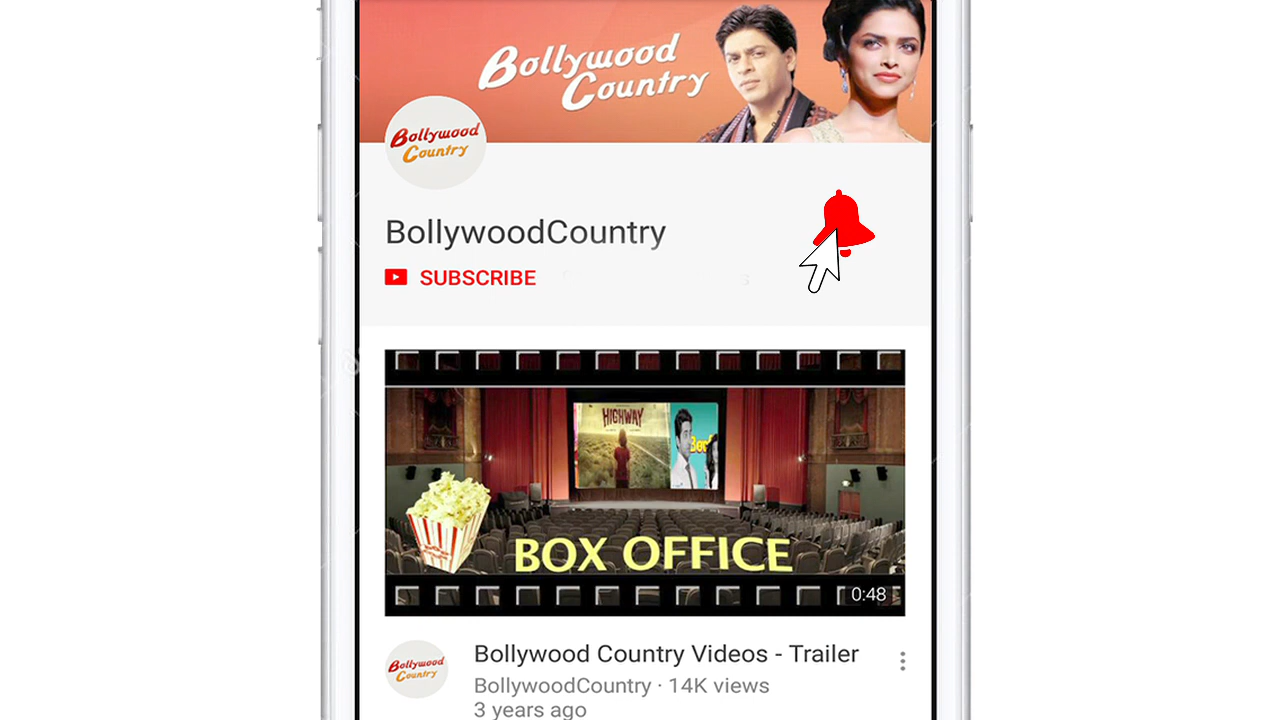 Bollywood
Country
Bollywood
Country
BollywoodCountry
SUBSCRIBE
HIGHWAY
BOX OFFICE
0:48
Bollywood
Country
Bollywood Country Videos - Trailer
BollywoodCountry · 14K views
3 years ago